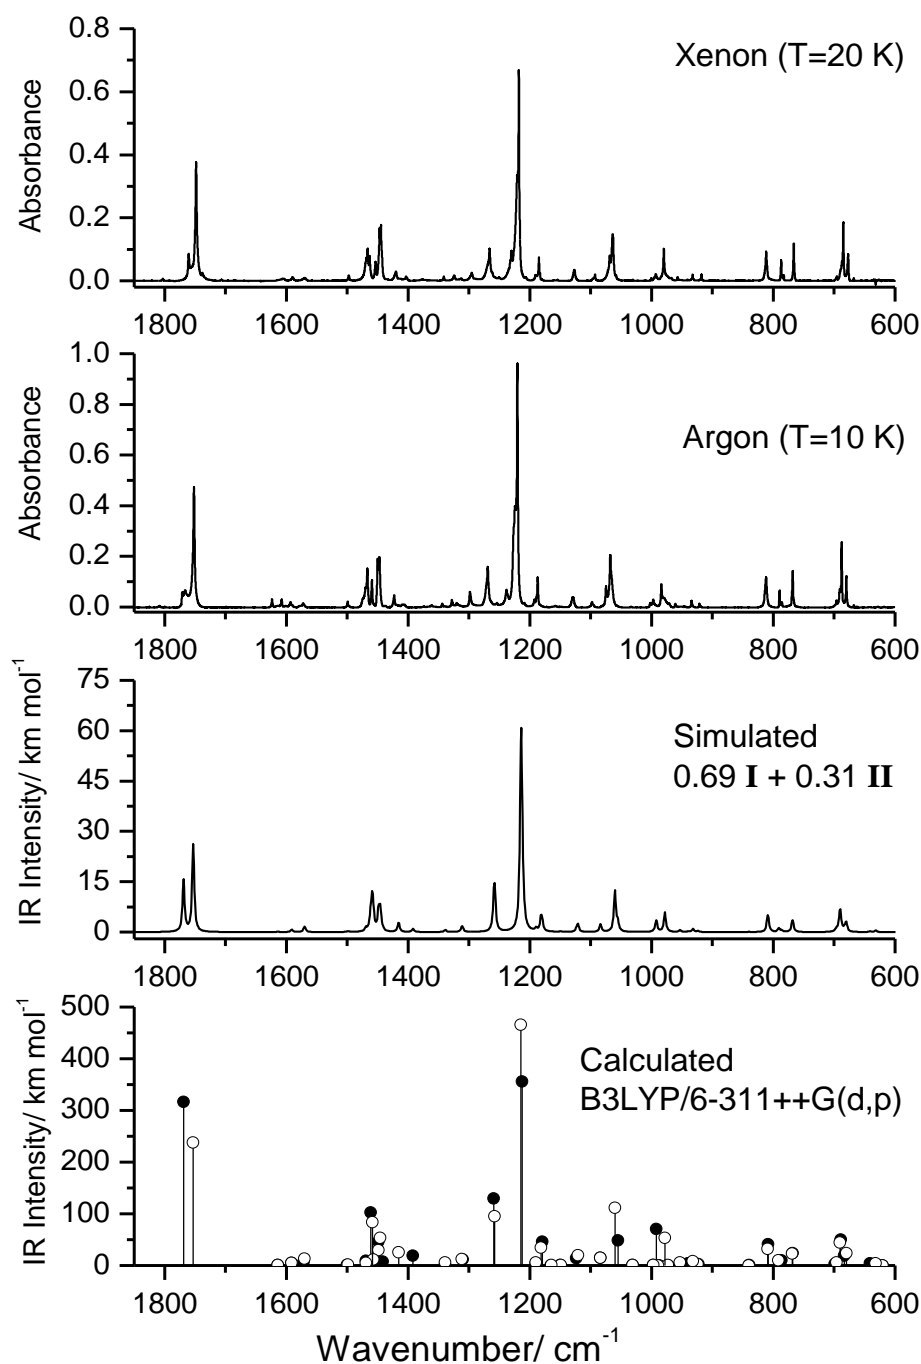 0.8
Xenon (T=20 K)
0.6
0.4
0.2
0.0
Absorbance
1800 1600 1400 1200 1000 800 600
1.0
0.8
Argon (T=10 K)
0.6
0.4
0.2
0.0
Absorbance
1800 1600 1400 1200 1000 800 600
75
60
Simulated
0.69 I + 0.31 II
45
30
15
0
IR Intensity/ km mol⁻¹
1800 1600 1400 1200 1000 800 600
500
400
Calculated
B3LYP/6-311++G(d,p)
300
200
100
0
IR Intensity/ km mol⁻¹
1800 1600 1400 1200 1000 800 600
Wavenumber/ cm⁻¹